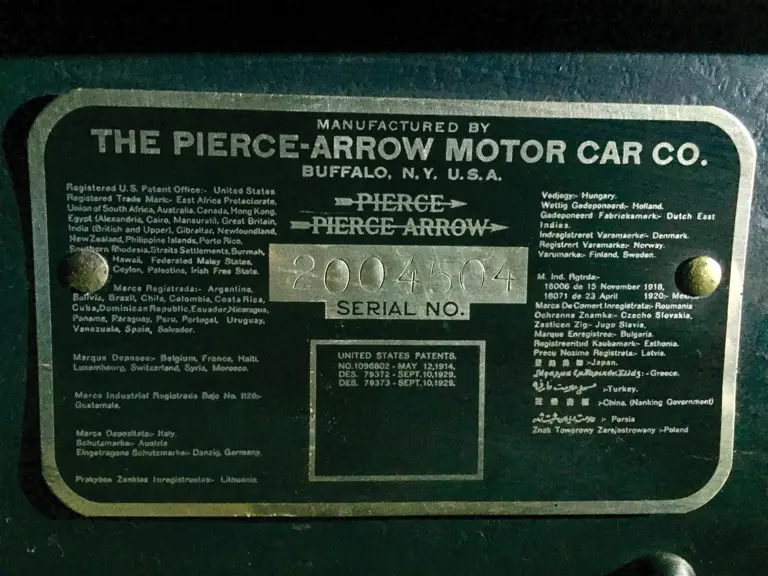 MANUFACTURED BY
THE PIERCE-ARROW MOTOR CAR CO.
BUFFALO, N.Y. U.S.A.
PIERCE
PIERCE ARROW
2004504
SERIAL NO.
UNITED STATES PATENTS.
NO.1096802 - MAY 12,1914.
DES. 79372 - SEPT.10,1929.
DES. 79373 - SEPT.10,1929.
Registered U.S. Patent Office:- United States
Registered Trade Mark:- East Africa Protectorate,
Union of South Africa, Australia, Canada, Hong Kong,
Egypt (Alexandria, Cairo, Mansurah), Great Britain,
India (British and Upper), Gibraltar, Newfoundland,
New Zealand, Philippine Islands, Porto Rico,
Southern Rhodesia, Straits Settlements, Burmah,
Hawaii, Federated Malay States,
Ceylon, Palestine, Irish Free State.
Marca Registrada:- Argentina,
Bolivia, Brazil, Chile, Colombia, Costa Rica,
Cuba, Dominican Republic, Ecuador, Nicaragua,
Panama, Paraguay, Peru, Portugal, Uruguay,
Venezuela, Spain, Salvador.
Marque Deposee:- Belgium, France, Haiti,
Luxembourg, Switzerland, Syria, Morocco.
Marca Industrial Registrada Bajo No. 1126:-
Guatemala.
Marca Depositata:- Italy.
Schutzmarke:- Austria
Eingetragene Schutzmarke:- Danzig, Germany.
Prekybos Zenklas Inregistruotas:- Lithuania.
Vedjegy:- Hungary.
Wettig Gedeponeerd:- Holland.
Gedeponeerd Fabrieksmerk:- Dutch East
Indies.
Indregistreret Varemaerke:- Denmark.
Registrert Varemerke:- Norway.
Varumarke:- Finland, Sweden.
M. Ind. Rgtrda:-
16006 de 15 November 1918,
18071 de 23 April 1920:- Mexico
Marca De Comert Inregistrata:- Roumania
Ochranna Znamka:- Czecho Slovakia,
Zasticen Zig:- Jugo Slavia,
Marque Enregistree:- Bulgaria.
Registreeritud Kaubamark:- Esthonia.
Precu Nozime Registreta:- Latvia.
:-Japan.
:-Greece.
:-Turkey.
:-China. (Nanking Government)
:- Persia
Znak Towarowy Zarejestrowany :-Poland